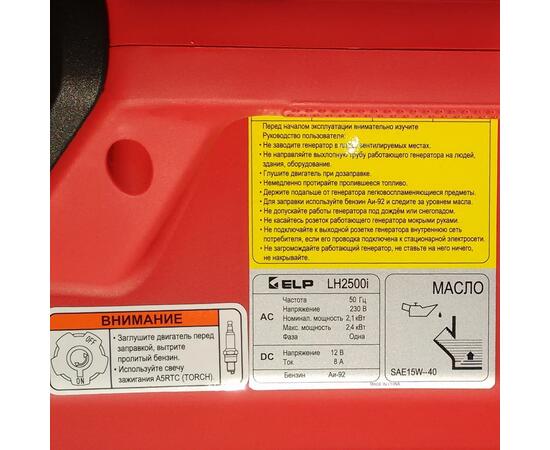 Перед началом эксплуатации внимательно изучите
Руководство пользователя:
• Не заводите генератор в плохо вентилируемых местах.
• Не направляйте выхлопную трубу работающего генератора на людей,
здания, оборудование.
• Глушите двигатель при дозаправке.
• Немедленно протирайте пролившееся топливо.
• Держите подальше от генератора легковоспламеняющиеся предметы.
• Для заправки используйте бензин Аи-92 и следите за уровнем масла.
• Не допускайте работы генератора под дождём или снегопадом.
• Не касайтесь розеток работающего генератора мокрыми руками.
• Не подключайте к выходной розетке генератора внутреннюю сеть
потребителя, если его проводка подключена к стационарной электросети.
• Не загромождайте работающий генератор, не ставьте на него ничего,
не накрывайте.
ELP LH2500i
AC
Частота 50 Гц
Напряжение 230 В
Номинал. мощность 2,1 кВт
Макс. мощность 2,4 кВт
Фаза Одна
DC
Напряжение 12 В
Ток 8 А
Бензин Аи-92
МАСЛО
SAE15W--40
MADE IN CHINA
ВНИМАНИЕ
• Заглушите двигатель перед
заправкой, вытрите
пролитый бензин.
• Используйте свечу
зажигания A5RTC (TORCH).
ON